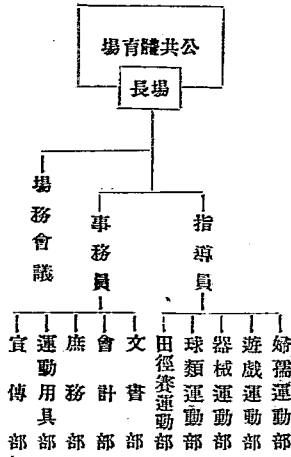 公共體育場
場長
場務會議
事務員
指導員
婦孺運動部
遊戲運動部
器械運動部
球類運動部
田徑賽運動部
文書部
會計部
庶務部
運動用具部
宣傳部